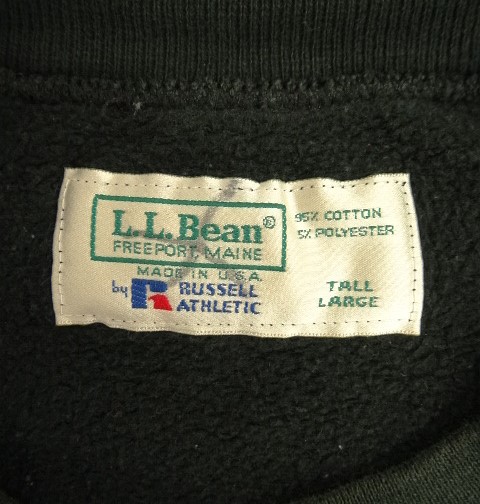 L.L.Bean®
FREEPORT, MAINE
MADE IN U.S.A.
by R RUSSELL
ATHLETIC
95% COTTON
5% POLYESTER
TALL
LARGE